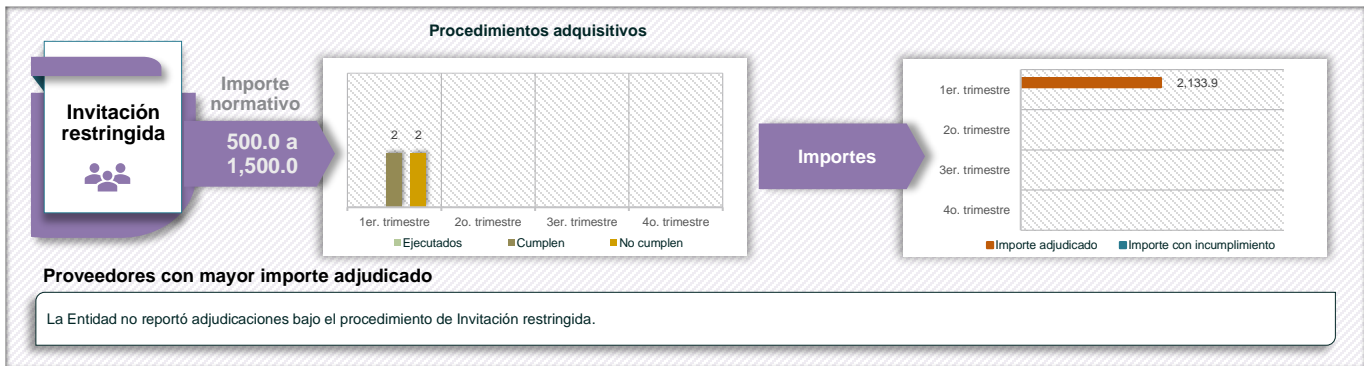 Procedimientos adquisitivos
Invitación
restringida
Importe
normativo
500.0 a
1,500.0
2 2
1er. trimestre 2o. trimestre 3er. trimestre 4o. trimestre
Ejecutados Cumplen No cumplen
Importes
1er. trimestre 2,133.9
2o. trimestre
3er. trimestre
4o. trimestre
Importe adjudicado Importe con incumplimiento
Proveedores con mayor importe adjudicado
La Entidad no reportó adjudicaciones bajo el procedimiento de Invitación restringida.